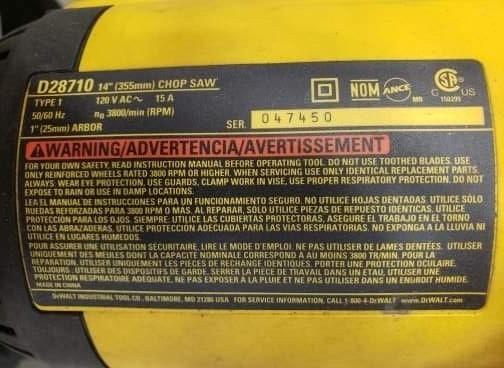 D28710 14" (355mm) CHOP SAW
TYPE 1 120 V AC ~ 15 A
50/60 Hz n0 3800/min (RPM)
1" (25mm) ARBOR
NOM ANCE MR
C US
150299
SER. 047450
WARNING/ADVERTENCIA/AVERTISSEMENT
FOR YOUR OWN SAFETY, READ INSTRUCTION MANUAL BEFORE OPERATING TOOL. DO NOT USE TOOTHED BLADES. USE
ONLY REINFORCED WHEELS RATED 3800 RPM OR HIGHER. WHEN SERVICING USE ONLY IDENTICAL REPLACEMENT PARTS.
ALWAYS WEAR EYE PROTECTION. USE GUARDS, CLAMP WORK IN VISE, USE PROPER RESPIRATORY PROTECTION. DO NOT
EXPOSE TO RAIN OR USE IN DAMP LOCATIONS.
LEA EL MANUAL DE INSTRUCCIONES PARA UN FUNCIONAMIENTO SEGURO. NO UTILICE HOJAS DENTADAS. UTILICE SÓLO
RUEDAS REFORZADAS PARA 3800 RPM O MAS. AL REPARAR, SOLO UTILICE PIEZAS DE REPUESTO IDENTICAS. UTILICE
PROTECCIÓN PARA LOS OJOS SIEMPRE: UTILICE LAS CUBIERTAS PROTECTORAS, ASEGURE EL TRABAJO EN EL TORNO
CON LAS ABRAZADERAS, UTILICE PROTECCIÓN ADECUADA PARA LAS VIAS RESPIRATORIAS. NO EXPONGA A LA LLUVIA NI
UTILICE EN LUGARES HUMEDOS.
POUR ASSURER UNE UTILISATION SÉCURITAIRE, LIRE LE MODE D'EMPLOI. NE PAS UTILISER DE LAMES DENTÉES. UTILISER
UNIQUEMENT DES MEULES DONT LA CAPACITÉ NOMINALE CORRESPOND A AU MOINS 3800 TR/MIN. POUR LA
RÉPARATION, UTILISER UNIQUEMENT LES PIÈCES DE RECHANGE IDENTIQUES. PORTER UNE PROTECTION OCULAIRE.
TOUJOURS UTILISER DES DISPOSITIFS DE GARDE. SERRER LA PIECE DE TRAVAIL DANS UN ETAU, UTILISER UNE
PROTECTION RESPIRATOIRE ADÉQUATE. NE PAS EXPOSER A LA PLUIE ET NE PAS UTILISER DANS UN ENDROIT HUMIDE.
MADE IN CHINA
DeWALT INDUSTRIAL TOOL CO., BALTIMORE, MD 21286 USA FOR SERVICE INFORMATION, CALL 1-800-4-DeWALT www.DeWALT.com